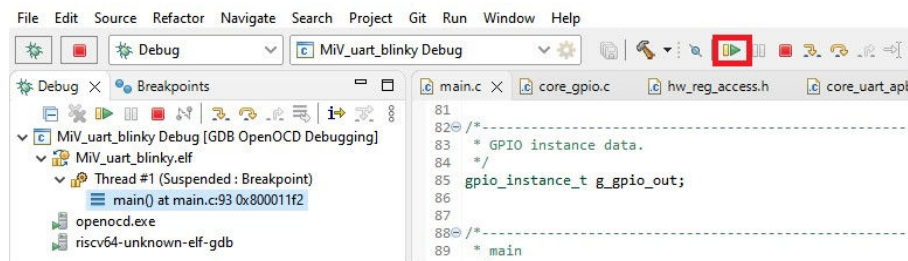 File Edit Source Refactor Navigate Search Project Git Run Window Help
Debug
MiV_uart_blinky Debug
Debug
Breakpoints
MiV_uart_blinky Debug [GDB OpenOCD Debugging]
MiV_uart_blinky.elf
Thread #1 (Suspended : Breakpoint)
main() at main.c:93 0x800011f2
openocd.exe
riscv64-unknown-elf-gdb
main.c
core_gpio.c
hw_reg_access.h
core_uart_apb
81
82 /*-----------------------------------------------------------
83 * GPIO instance data.
84 */
85 gpio_instance_t g_gpio_out;
86
87
88 /*-----------------------------------------------------------
89 * main